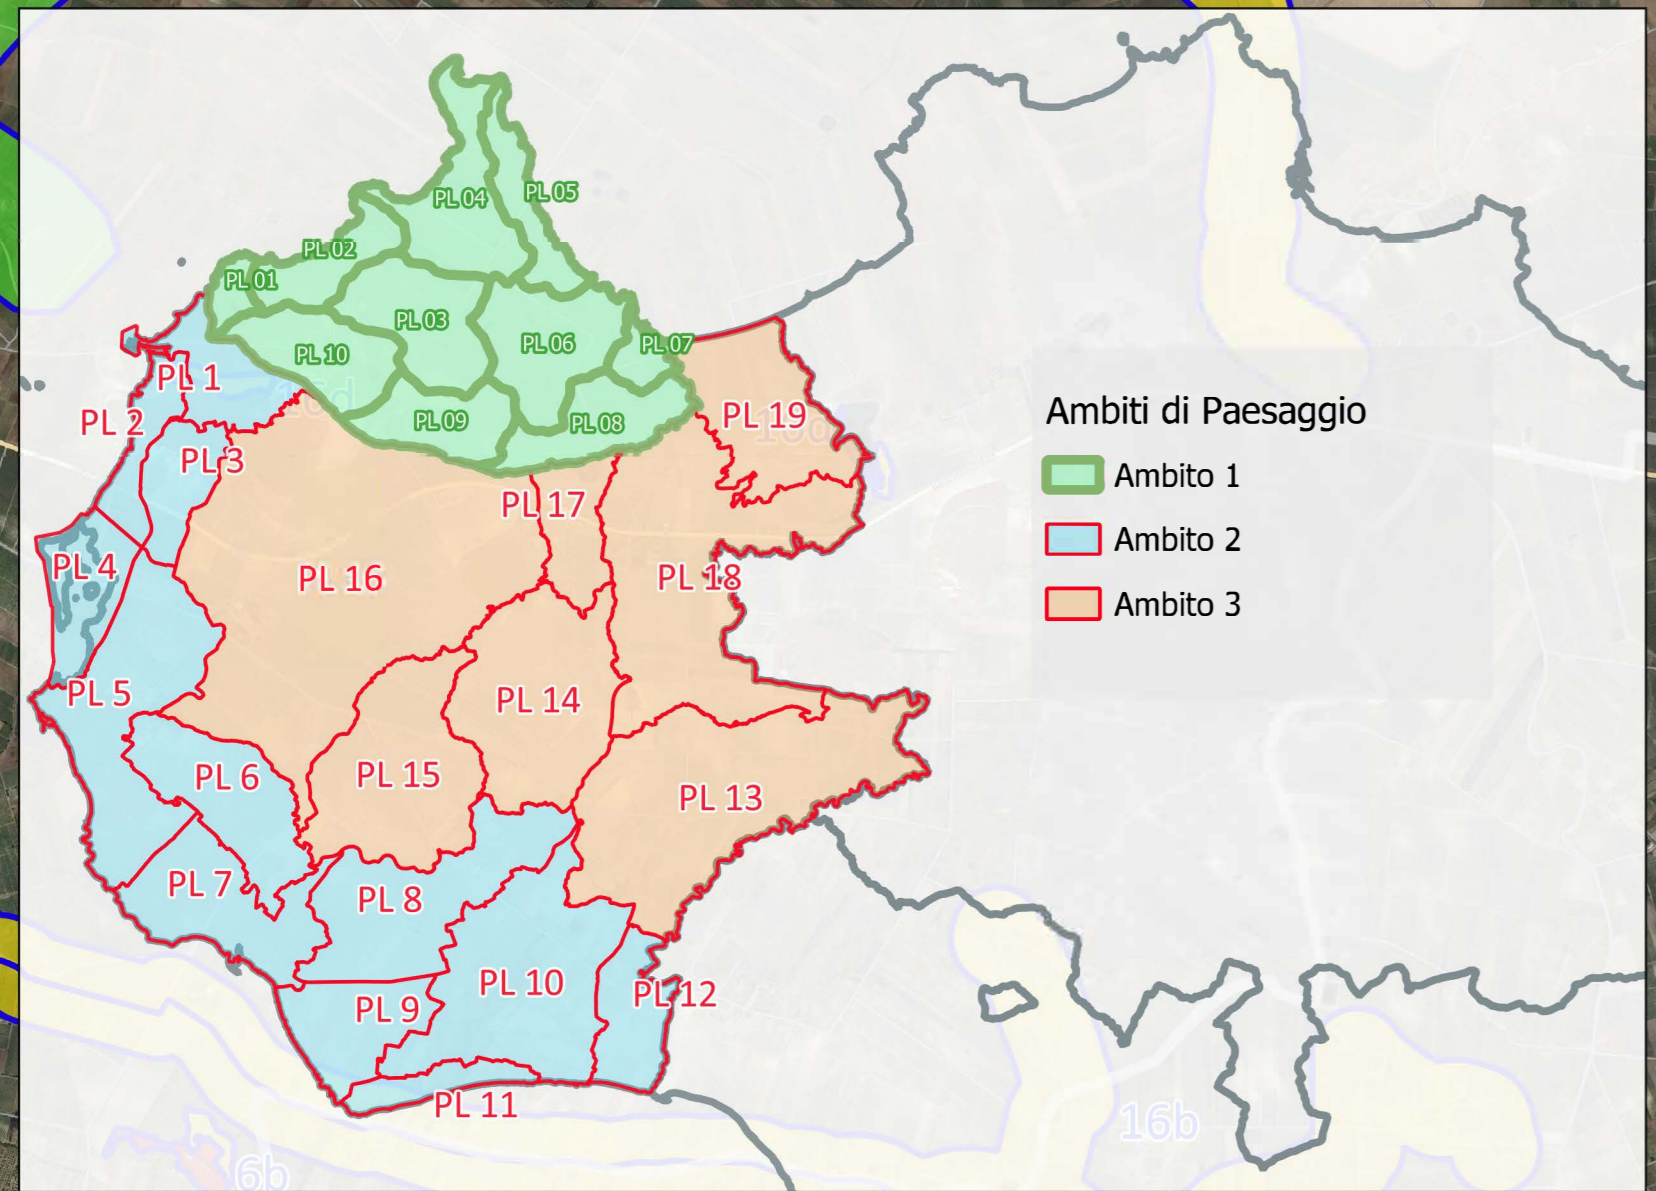 PL 04
PL 05
PL 02
PL 01
PL 03
PL 06
PL 07
PL 10
PL 09
PL 08
16d
PL 1
PL 2
PL 3
PL 19
PL 17
PL 4
PL 16
PL 18
PL 5
PL 14
PL 6
PL 15
PL 13
PL 7
PL 8
PL 10
PL 9
PL 12
PL 11
Ambiti di Paesaggio
Ambito 1
Ambito 2
Ambito 3
16b
6b